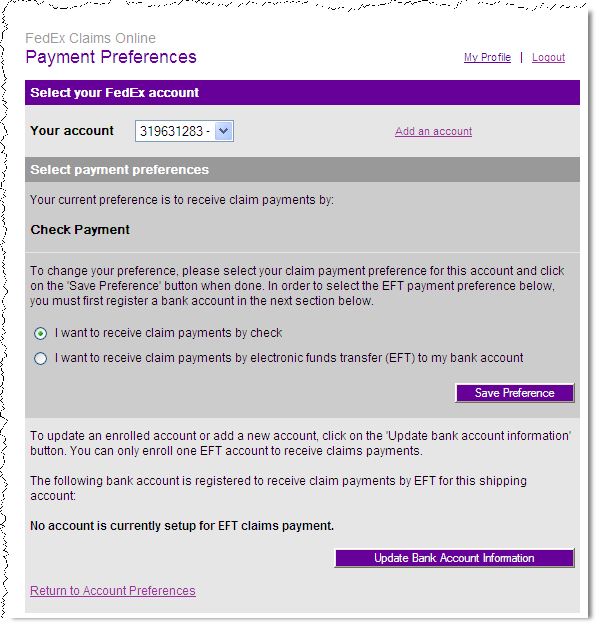 FedEx Claims Online
Payment Preferences
My Profile | Logout
Select your FedEx account
Your account 319631283 - Add an account
Select payment preferences
Your current preference is to receive claim payments by:
Check Payment
To change your preference, please select your claim payment preference for this account and click
on the 'Save Preference' button when done. In order to select the EFT payment preference below,
you must first register a bank account in the next section below.
I want to receive claim payments by check
I want to receive claim payments by electronic funds transfer (EFT) to my bank account
Save Preference
To update an enrolled account or add a new account, click on the 'Update bank account information'
button. You can only enroll one EFT account to receive claims payments.
The following bank account is registered to receive claim payments by EFT for this shipping
account:
No account is currently setup for EFT claims payment.
Update Bank Account Information
Return to Account Preferences